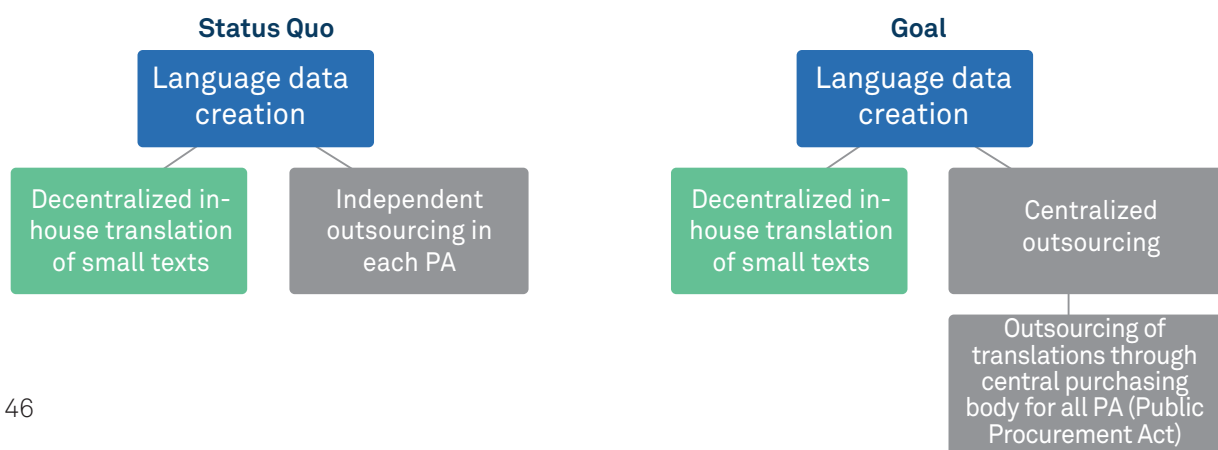 Status Quo
Language data
creation
Decentralized in-
house translation
of small texts
Independent
outsourcing in
each PA
Goal
Language data
creation
Decentralized in-
house translation
of small texts
Centralized
outsourcing
Outsourcing of
translations through
central purchasing
body for all PA (Public
Procurement Act)
46